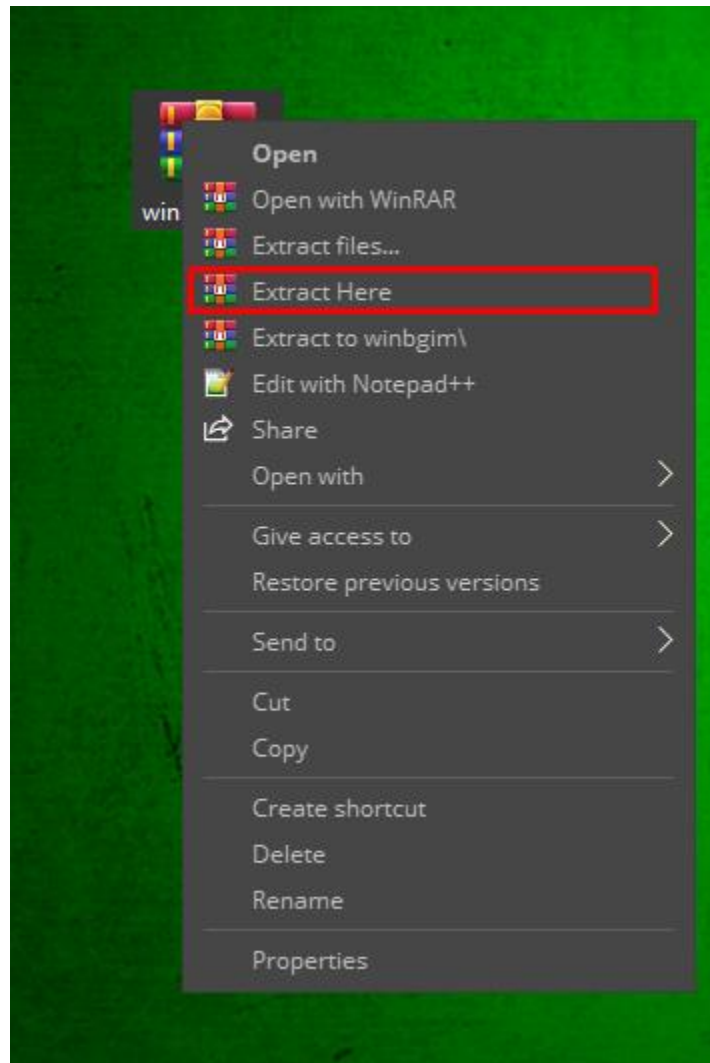 win
Open
Open with WinRAR
Extract files...
Extract Here
Extract to winbgim\
Edit with Notepad++
Share
Open with
Give access to
Restore previous versions
Send to
Cut
Copy
Create shortcut
Delete
Rename
Properties